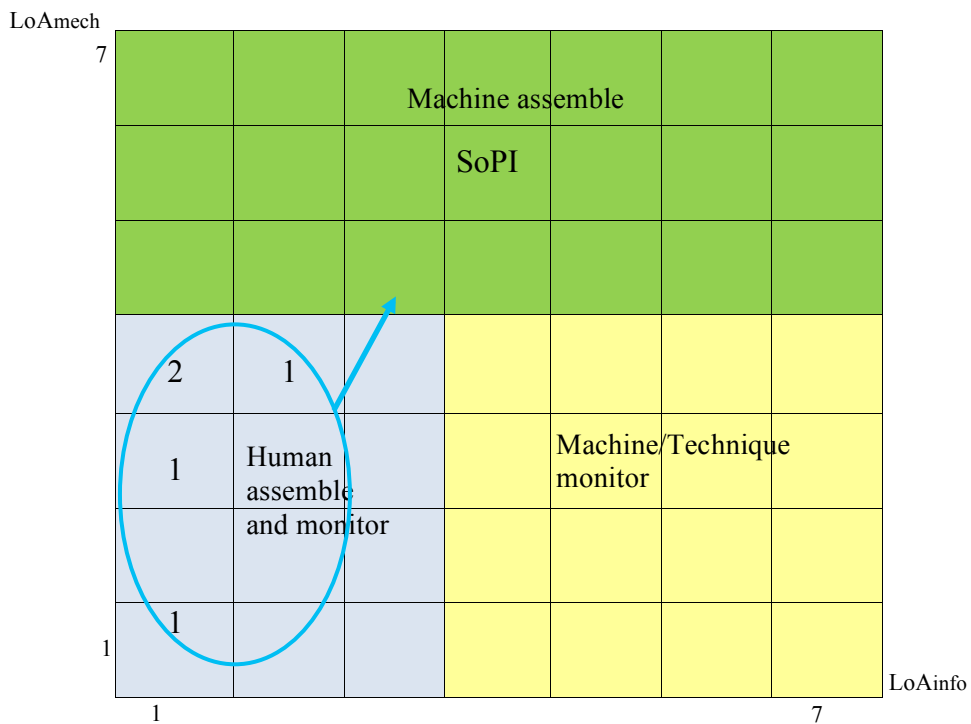 LoAmech
7
Machine assemble
SoPI
2 1
1
Human
assemble
and monitor
Machine/Technique
monitor
1
1
LoAinfo
1
7